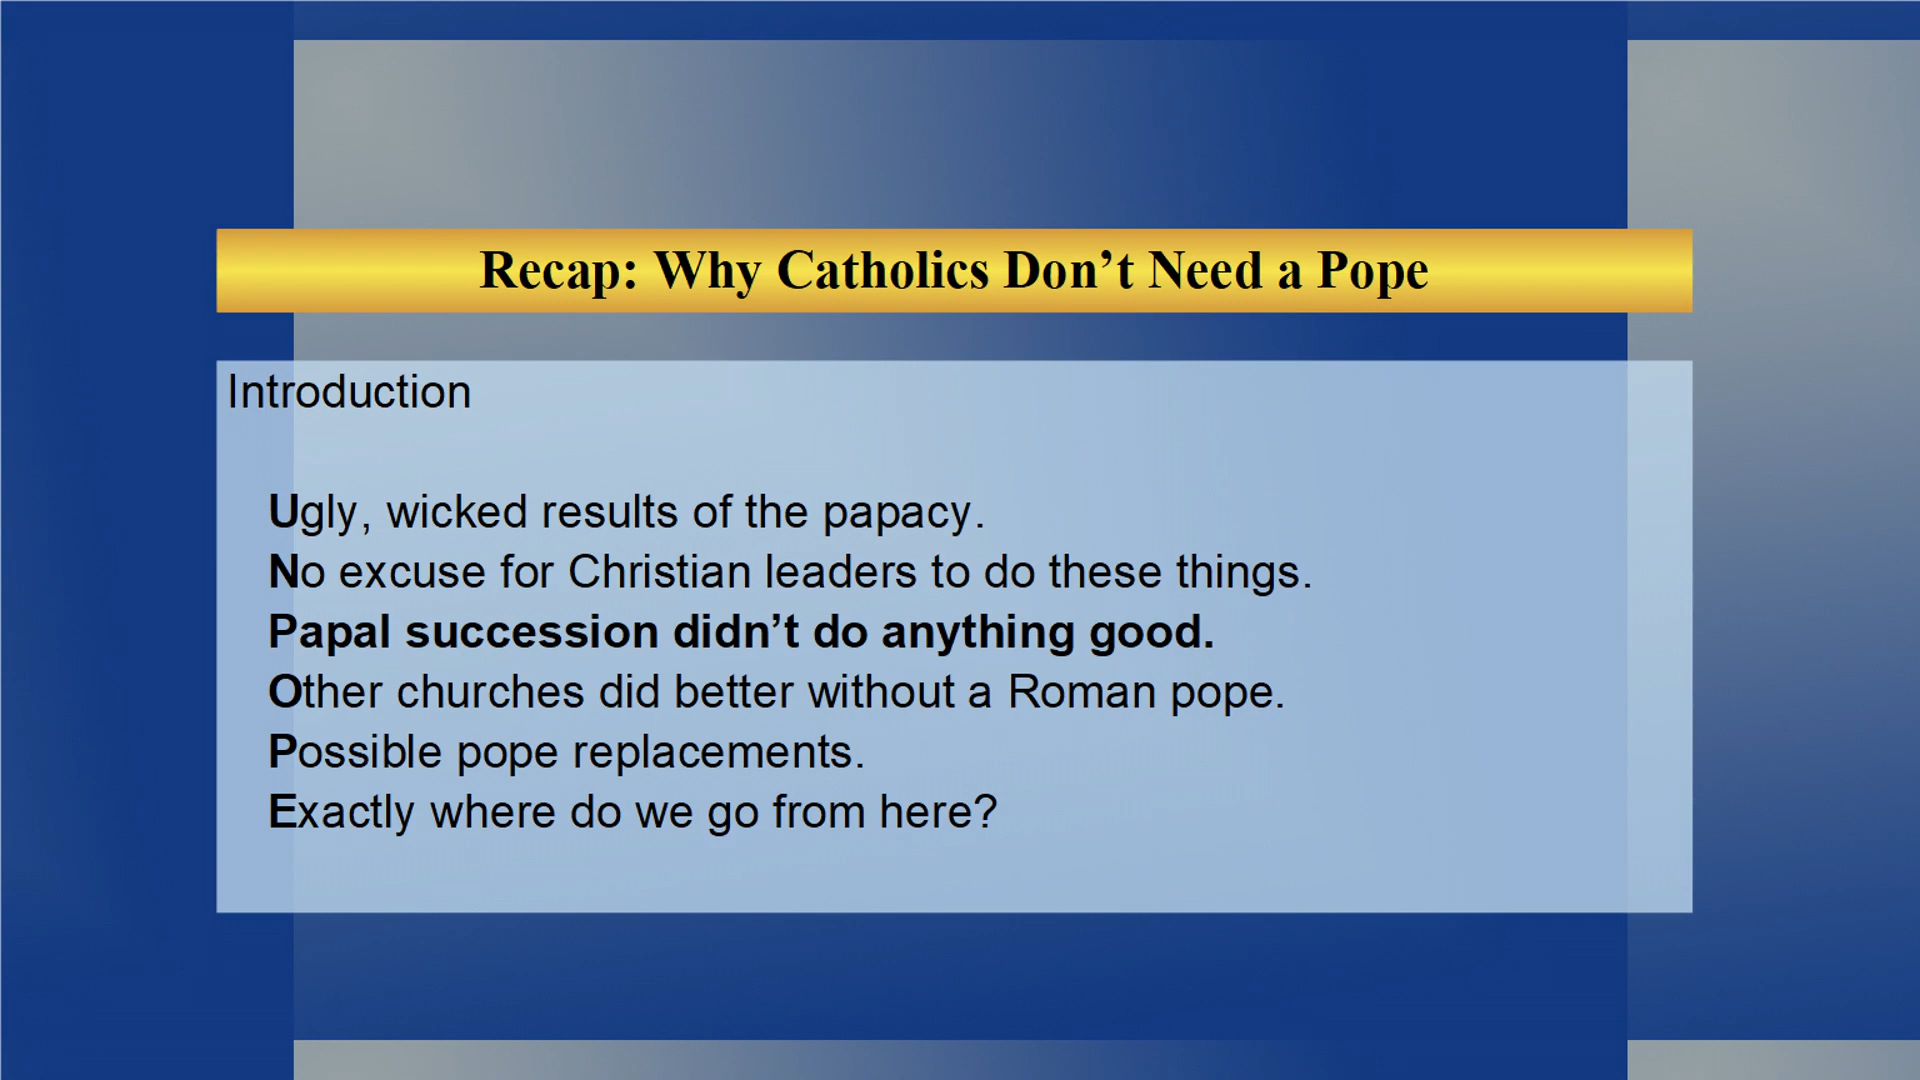 Recap: Why Catholics Don’t Need a Pope
Introduction
Ugly, wicked results of the papacy.
No excuse for Christian leaders to do these things.
Papal succession didn’t do anything good.
Other churches did better without a Roman pope.
Possible pope replacements.
Exactly where do we go from here?